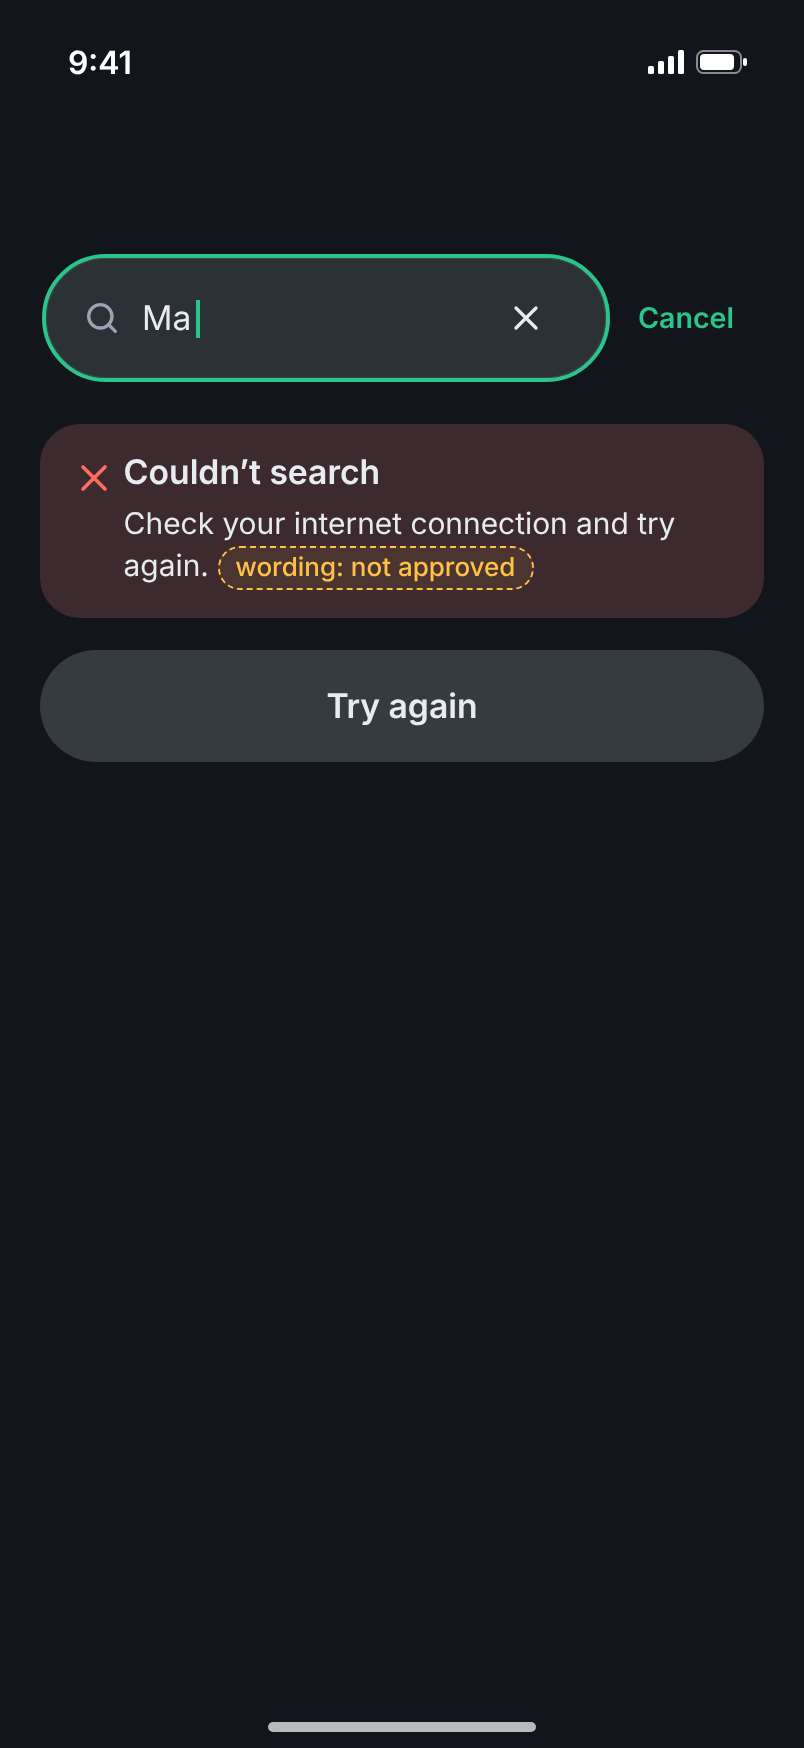 9:41
Ma
Cancel
Couldn’t search
Check your internet connection and try
again. wording: not approved
Try again